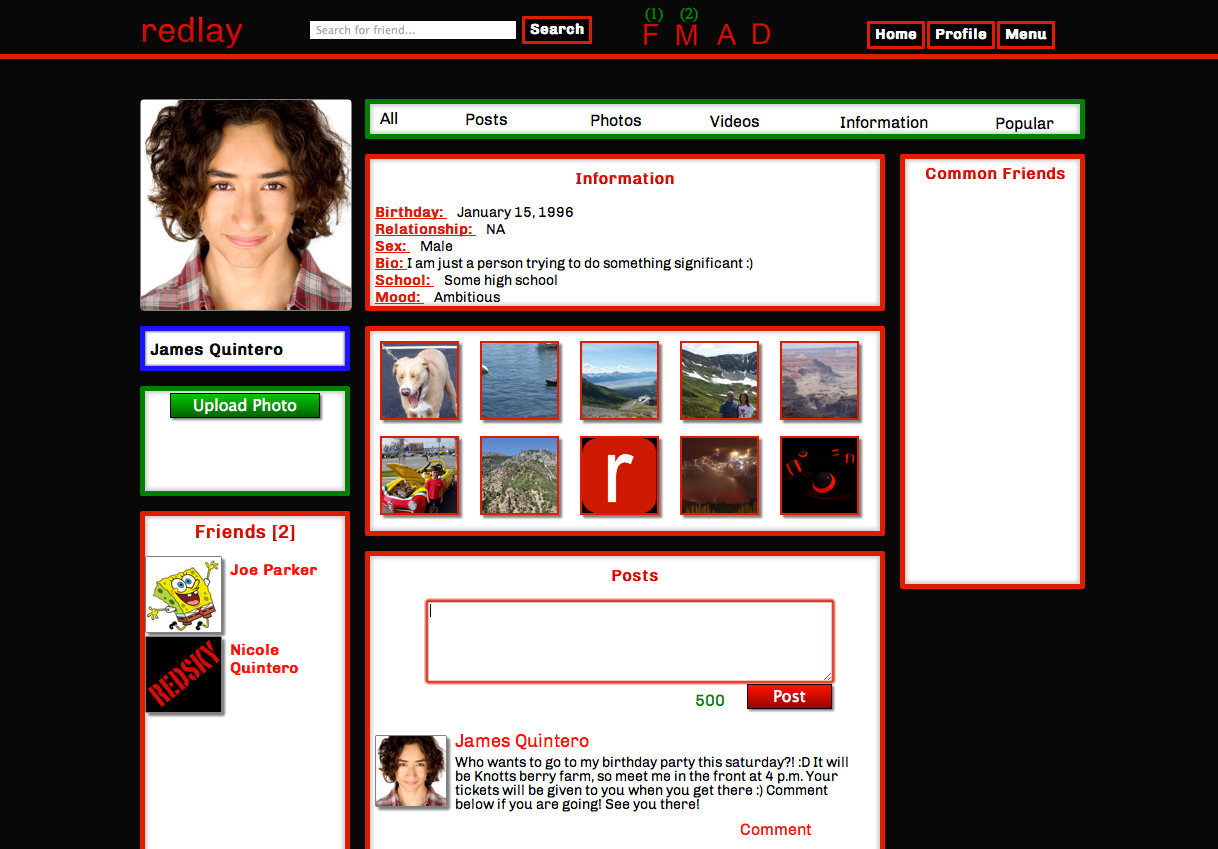 (1) (2)
redlay Search for friend... Search F M A D Home Profile Menu
All Posts Photos Videos Information Popular
Information
Birthday: January 15, 1996
Relationship: NA
Sex: Male
Bio: I am just a person trying to do something significant :)
School: Some high school
Mood: Ambitious
Common Friends
James Quintero
Upload Photo
Friends [2]
Joe Parker
REDSKY
Nicole
Quintero
r
Posts
500 Post
James Quintero
Who wants to go to my birthday party this saturday?! :D It will
be Knotts berry farm, so meet me in the front at 4 p.m. Your
tickets will be given to you when you get there :) Comment
below if you are going! See you there!
Comment